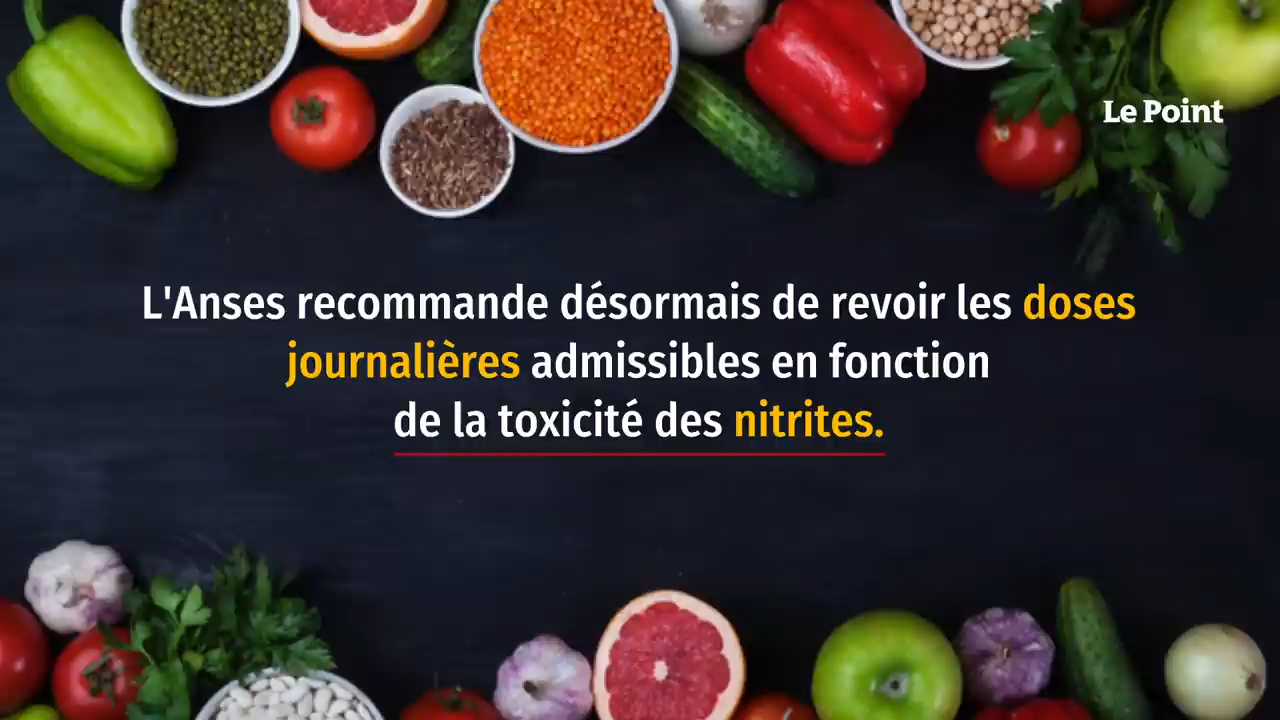 Le Point
L'Anses recommande désormais de revoir les doses
journalières admissibles en fonction
de la toxicité des nitrites.